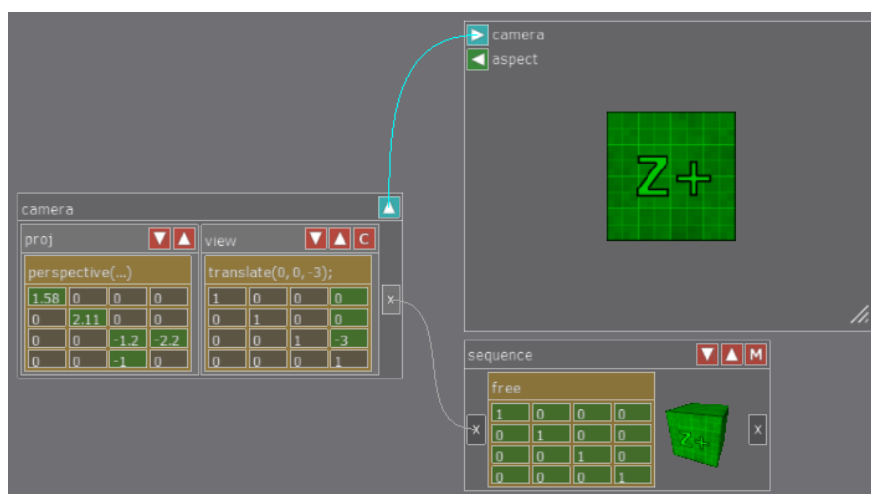 camera
aspect
Z+
camera
proj
view
C
perspective(...)
translate(0, 0, -3);
1.58 0 0 0
0 2.11 0 0
0 0 -1.2 -2.2
0 0 -1 0
1 0 0 0
0 1 0 0
0 0 1 -3
0 0 0 1
x
sequence
M
free
1 0 0 0
0 1 0 0
0 0 1 0
0 0 0 1
x
Z+
x